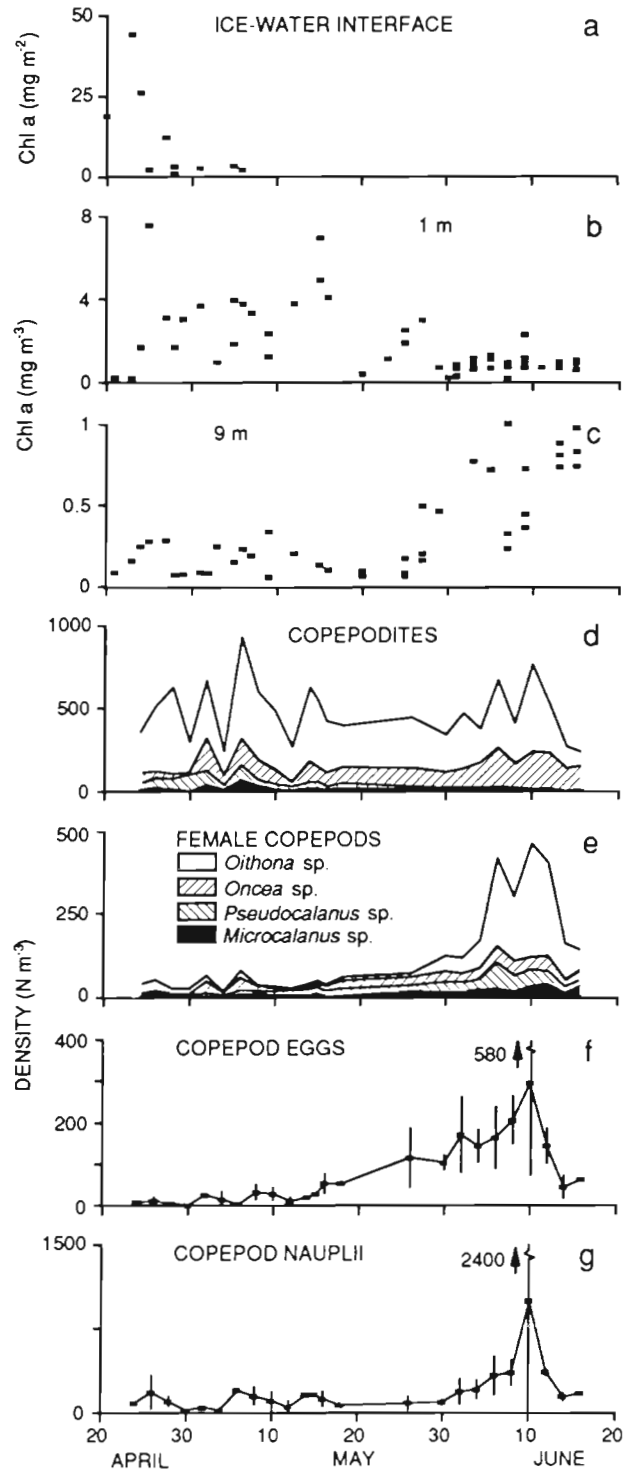 ICE-WATER INTERFACE
a
Chl a (mg m-2)
50
25
0
1 m
b
8
4
0
Chl a (mg m-3)
9 m
c
1
0.5
0
COPEPODITES
d
1000
500
0
e
500
250
0
FEMALE COPEPODS
Oithona sp.
Oncea sp.
Pseudocalanus sp.
Microcalanus sp.
DENSITY (N m-3)
COPEPOD EGGS
580
f
400
200
0
COPEPOD NAUPLII
2400
g
1500
0
20 30 10 20 30 10 20
APRIL MAY JUNE